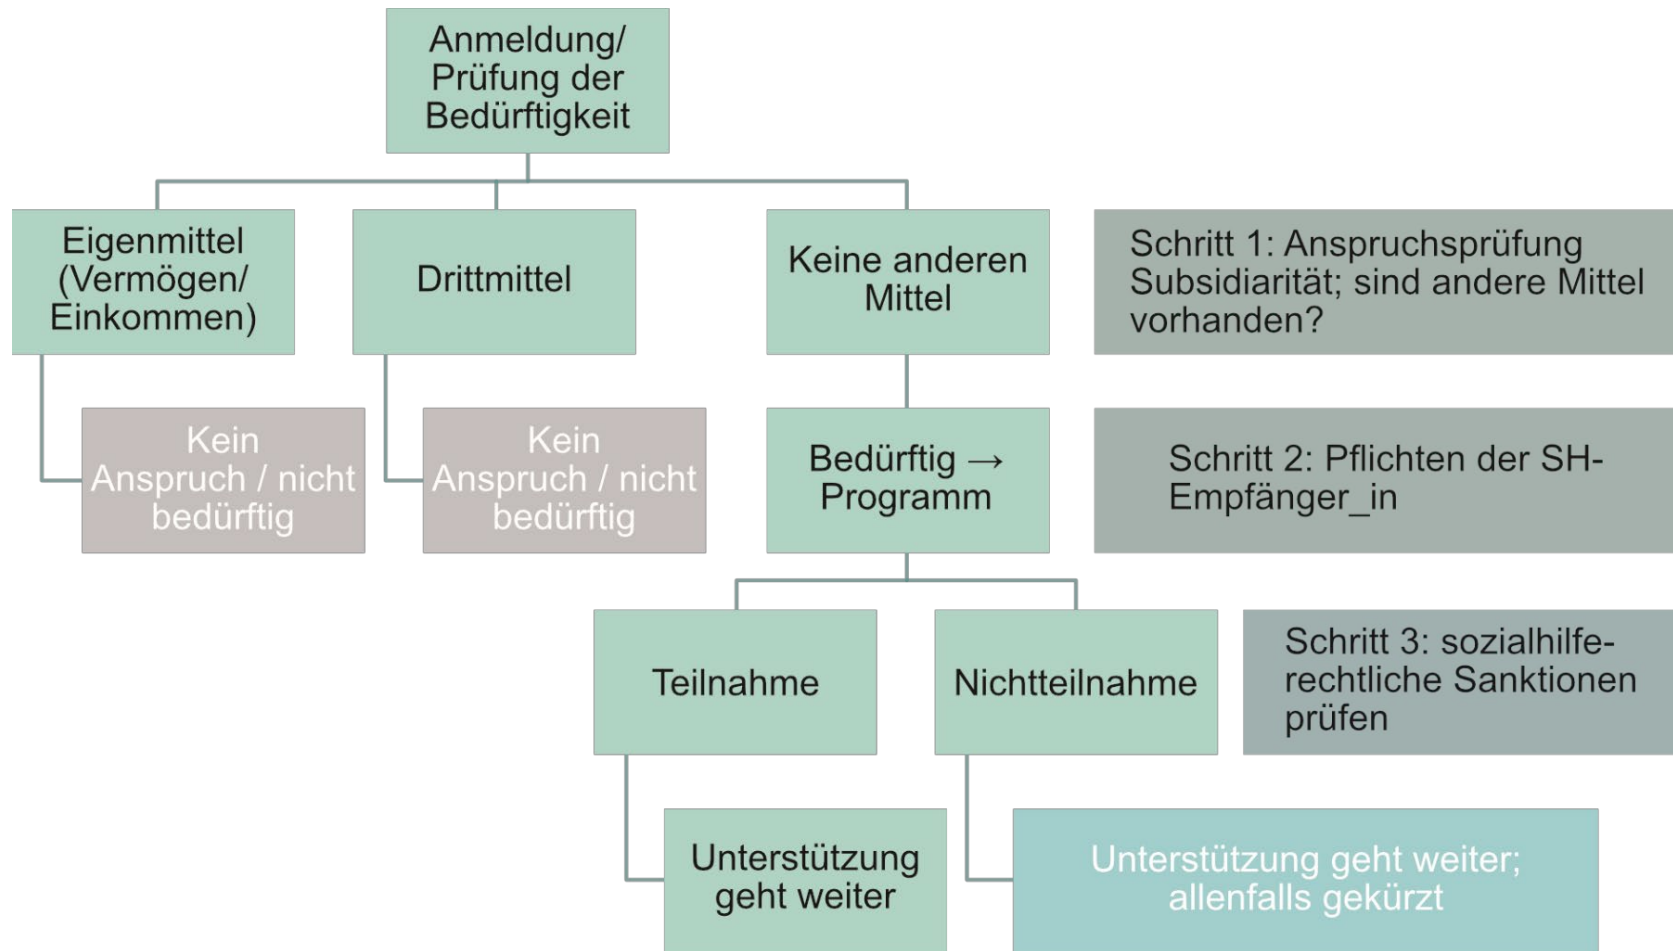 Anmeldung/
Prüfung der
Bedürftigkeit
Eigenmittel
(Vermögen/
Einkommen)
Drittmittel
Keine anderen
Mittel
Schritt 1: Anspruchsprüfung
Subsidiarität; sind andere Mittel
vorhanden?
Kein
Anspruch / nicht
bedürftig
Kein
Anspruch / nicht
bedürftig
Bedürftig →
Programm
Schritt 2: Pflichten der SH-
Empfänger_in
Teilnahme
Nichtteilnahme
Schritt 3: sozialhilfe-
rechtliche Sanktionen
prüfen
Unterstützung
geht weiter
Unterstützung geht weiter;
allenfalls gekürzt